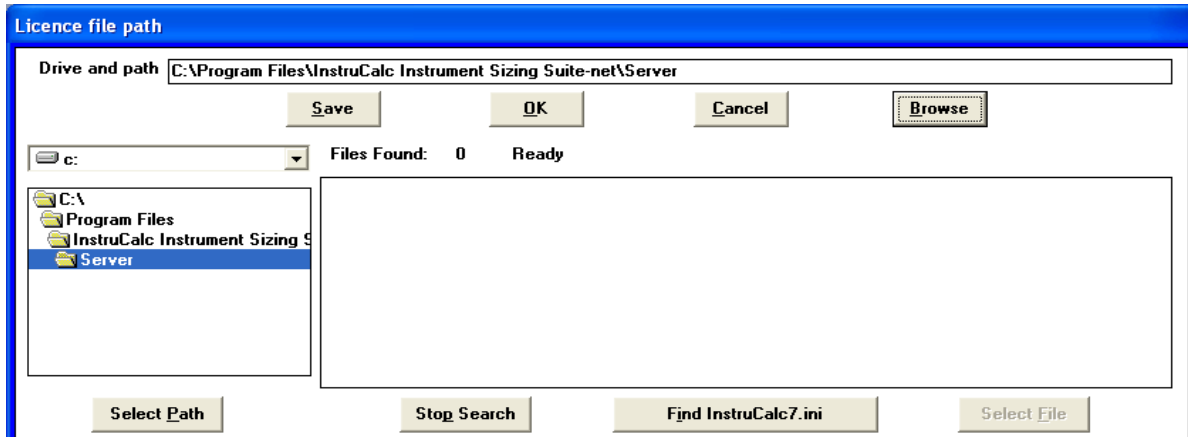 Licence file path
Drive and path C:\Program Files\InstruCalc Instrument Sizing Suite-net\Server
Save OK Cancel Browse
c: Files Found: 0 Ready
C:\
Program Files
InstruCalc Instrument Sizing S
Server
Select Path Stop Search Find InstruCalc7.ini Select File